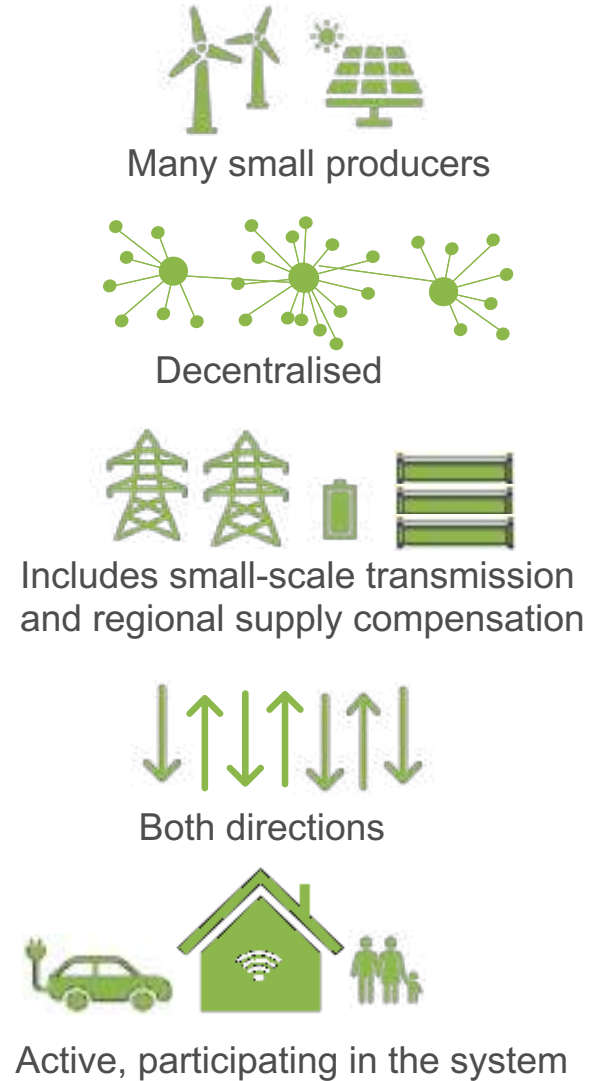 Many small producers
Decentralised
Includes small-scale transmission
and regional supply compensation
Both directions
Active, participating in the system